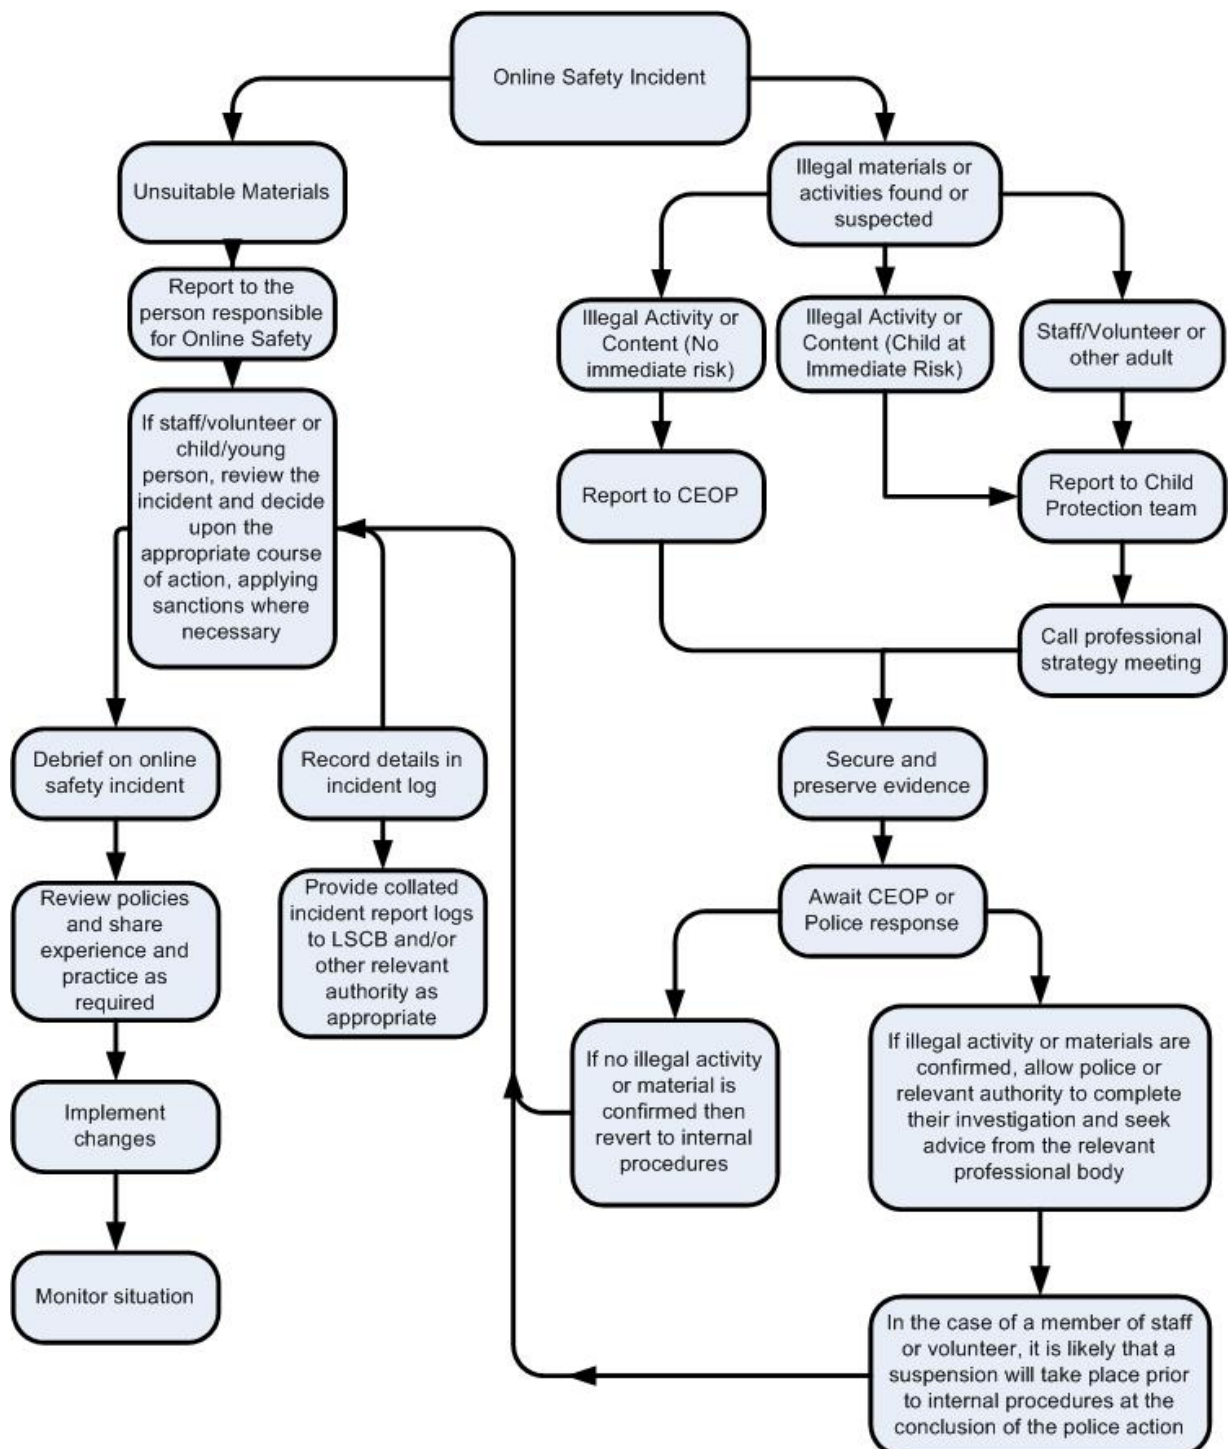 Online Safety Incident
Unsuitable Materials
Illegal materials or
activities found or
suspected
Report to the
person responsible
for Online Safety
Illegal Activity or
Content (No
immediate risk)
Illegal Activity or
Content (Child at
Immediate Risk)
Staff/Volunteer or
other adult
If staff/volunteer or
child/young
person, review the
incident and decide
upon the
appropriate course
of action, applying
sanctions where
necessary
Report to CEOP
Report to Child
Protection team
Call professional
strategy meeting
Debrief on online
safety incident
Record details in
incident log
Secure and
preserve evidence
Review policies
and share
experience and
practice as
required
Provide collated
incident report logs
to LSCB and/or
other relevant
authority as
appropriate
Await CEOP or
Police response
If no illegal activity
or material is
confirmed then
revert to internal
procedures
If illegal activity or materials are
confirmed, allow police or
relevant authority to complete
their investigation and seek
advice from the relevant
professional body
Implement
changes
Monitor situation
In the case of a member of staff
or volunteer, it is likely that a
suspension will take place prior
to internal procedures at the
conclusion of the police action